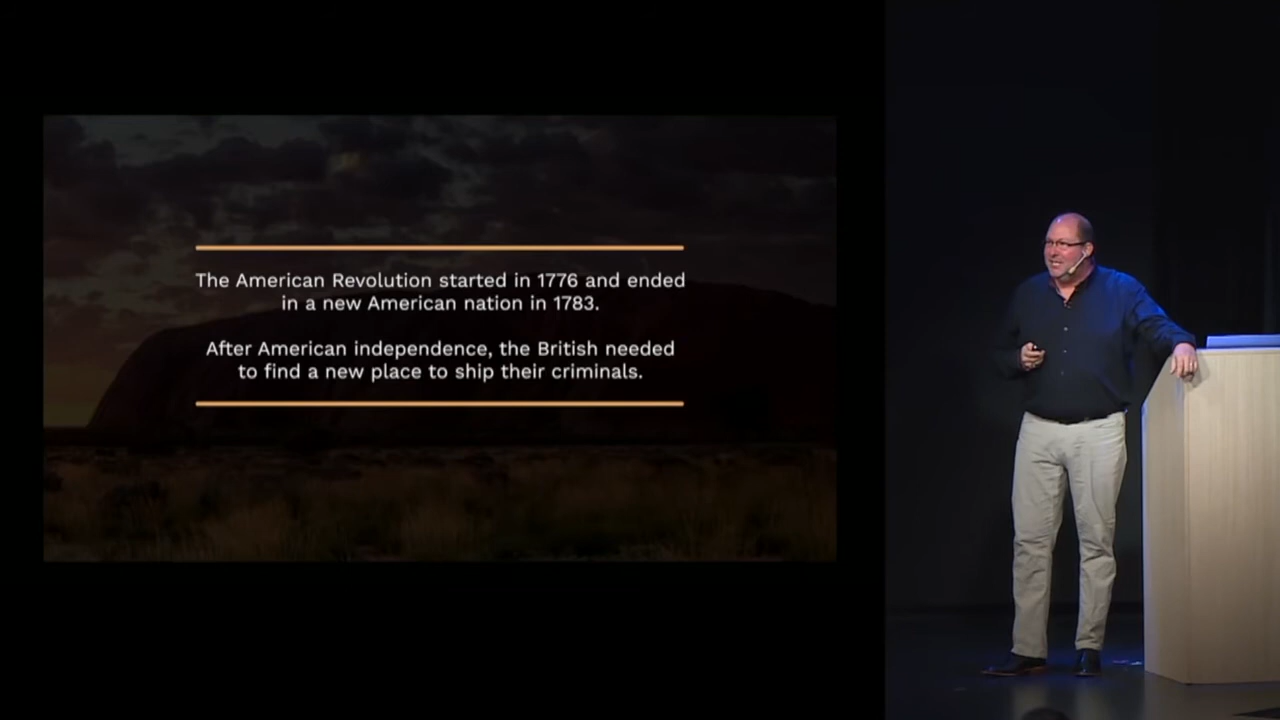 The American Revolution started in 1776 and ended
in a new American nation in 1783.
After American independence, the British needed
to find a new place to ship their criminals.